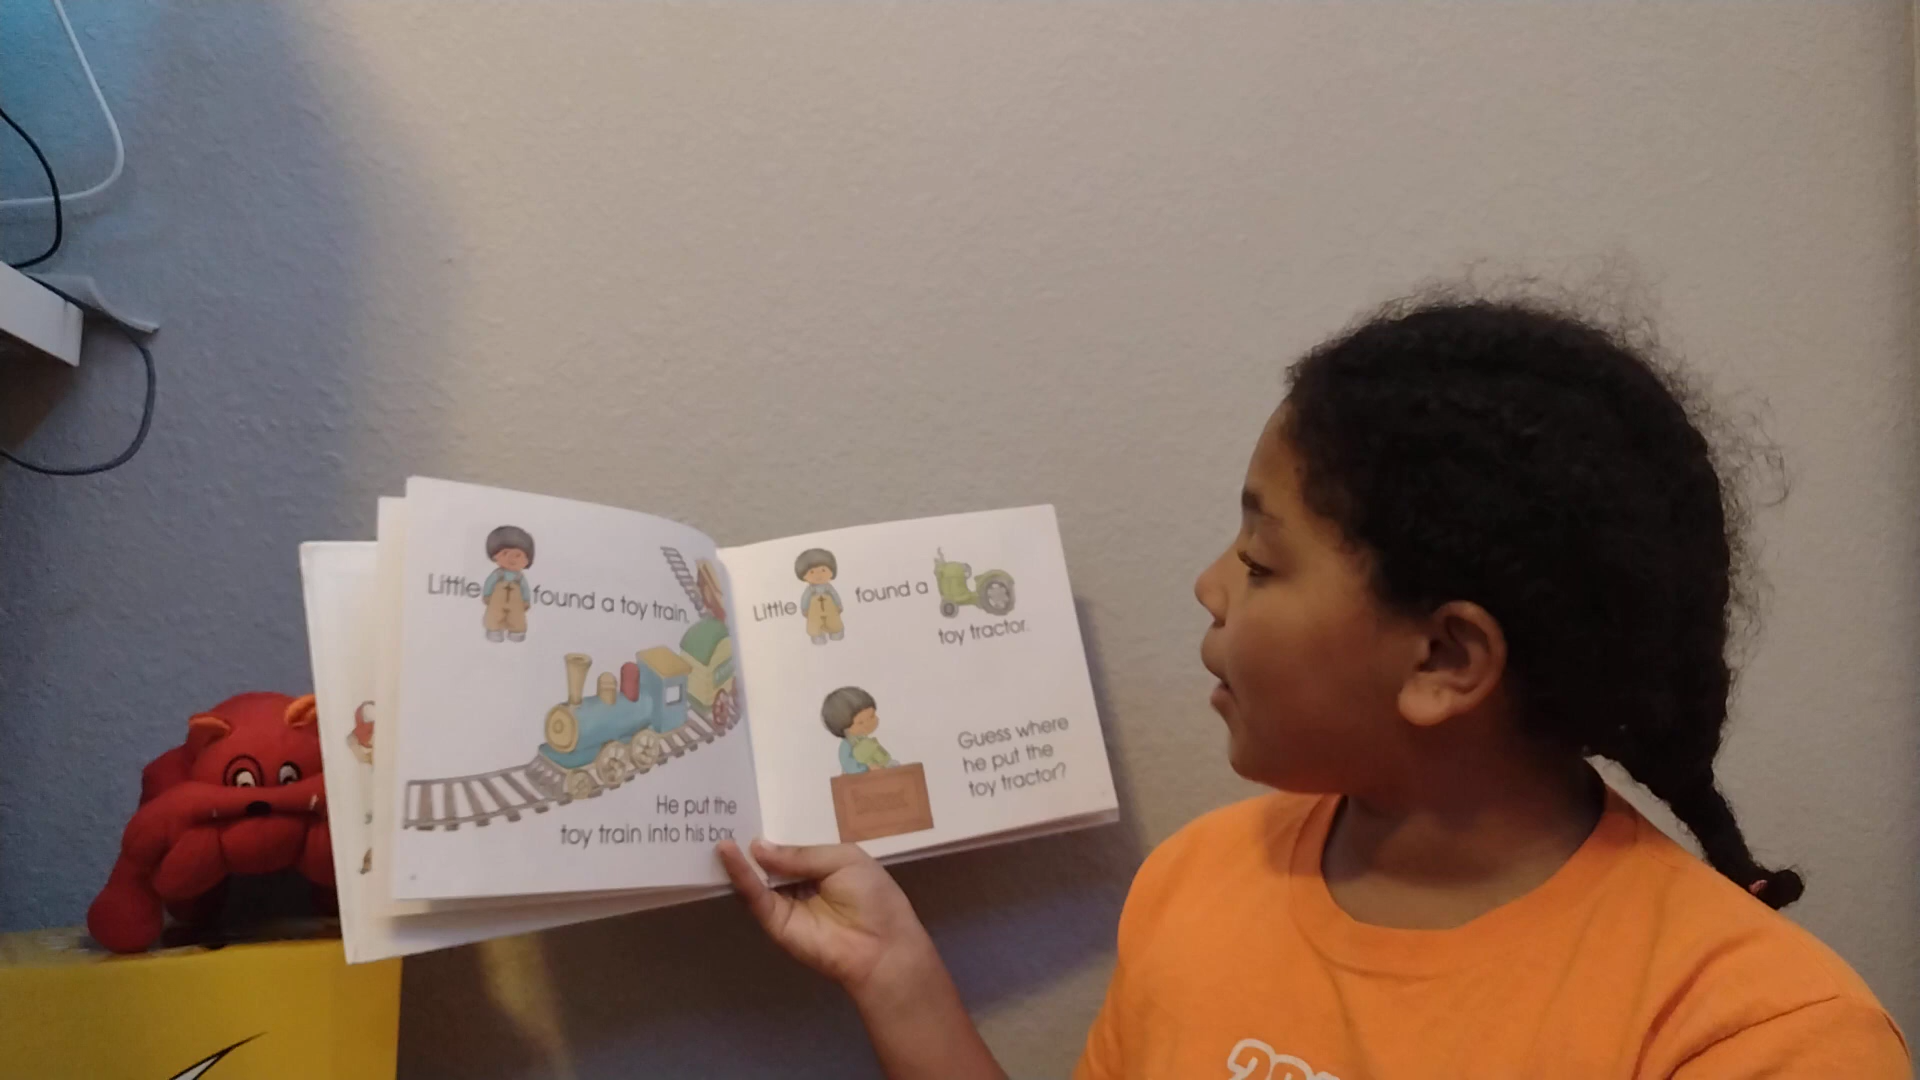 Little found a toy train.
He put the
toy train into his box.
Little found a
toy tractor.
Guess where
he put the
toy tractor?